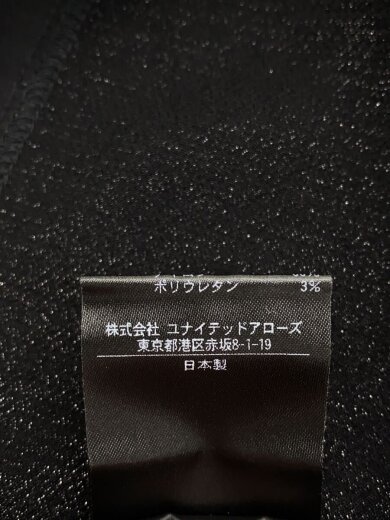 ポリウレタン 3%
株式会社 ユナイテッドアローズ
東京都港区赤坂8-1-19
日本製